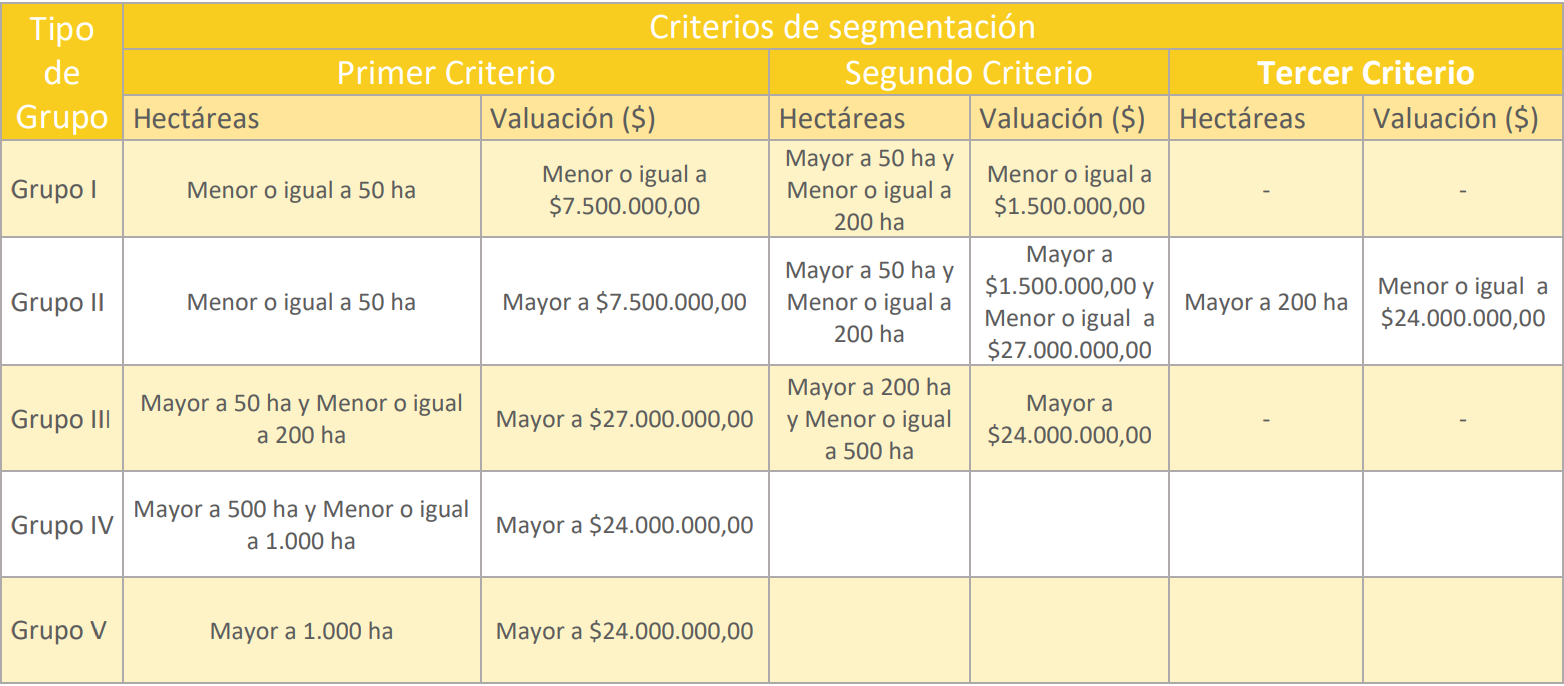 Tipo
de
Grupo
Criterios de segmentación
Primer Criterio
Segundo Criterio
Tercer Criterio
Hectáreas
Valuación ($)
Hectáreas
Valuación ($)
Hectáreas
Valuación ($)
Grupo I
Menor o igual a 50 ha
Menor o igual a
$7.500.000,00
Mayor a 50 ha y
Menor o igual a
200 ha
Menor o igual a
$1.500.000,00
-
-
Grupo II
Menor o igual a 50 ha
Mayor a $7.500.000,00
Mayor a 50 ha y
Menor o igual a
200 ha
Mayor a
$1.500.000,00 y
Menor o igual a
$27.000.000,00
Mayor a 200 ha
Menor o igual a
$24.000.000,00
Grupo III
Mayor a 50 ha y Menor o igual
a 200 ha
Mayor a $27.000.000,00
Mayor a 200 ha
y Menor o igual
a 500 ha
Mayor a
$24.000.000,00
-
-
Grupo IV
Mayor a 500 ha y Menor o igual
a 1.000 ha
Mayor a $24.000.000,00
Grupo V
Mayor a 1.000 ha
Mayor a $24.000.000,00